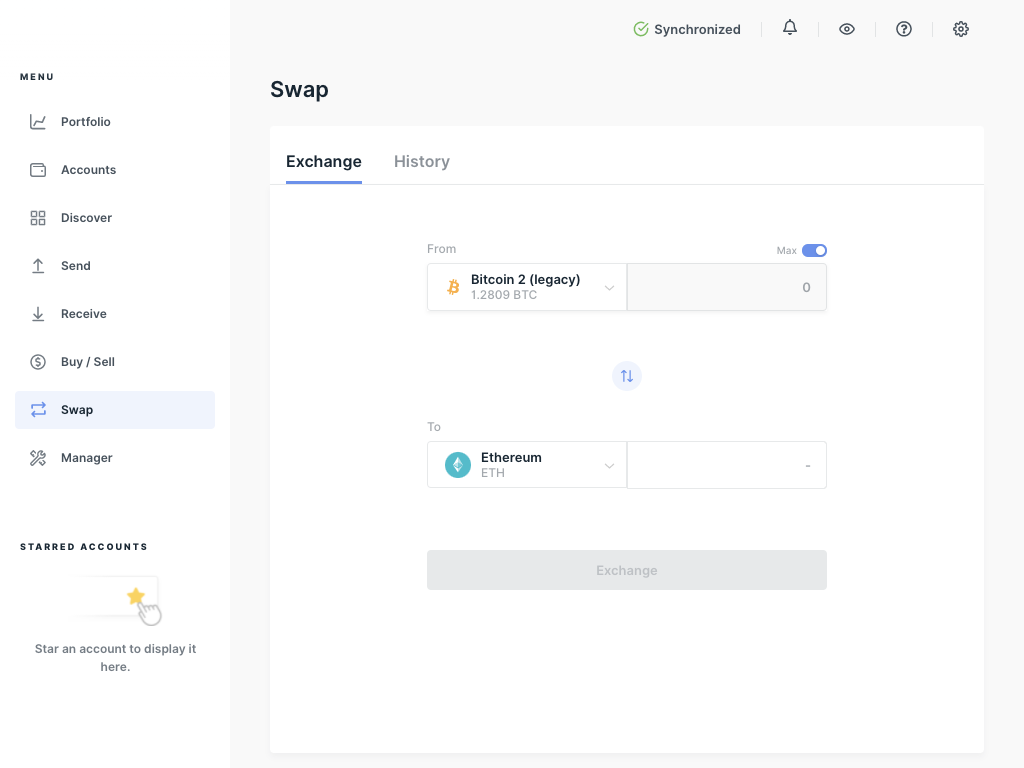 Synchronized
MENU
Portfolio
Accounts
Discover
Send
Receive
Buy / Sell
Swap
Manager
STARRED ACCOUNTS
Star an account to display it
here.
Swap
Exchange
History
From
Max
Bitcoin 2 (legacy)
1.2809 BTC
0
To
Ethereum
ETH
-
Exchange